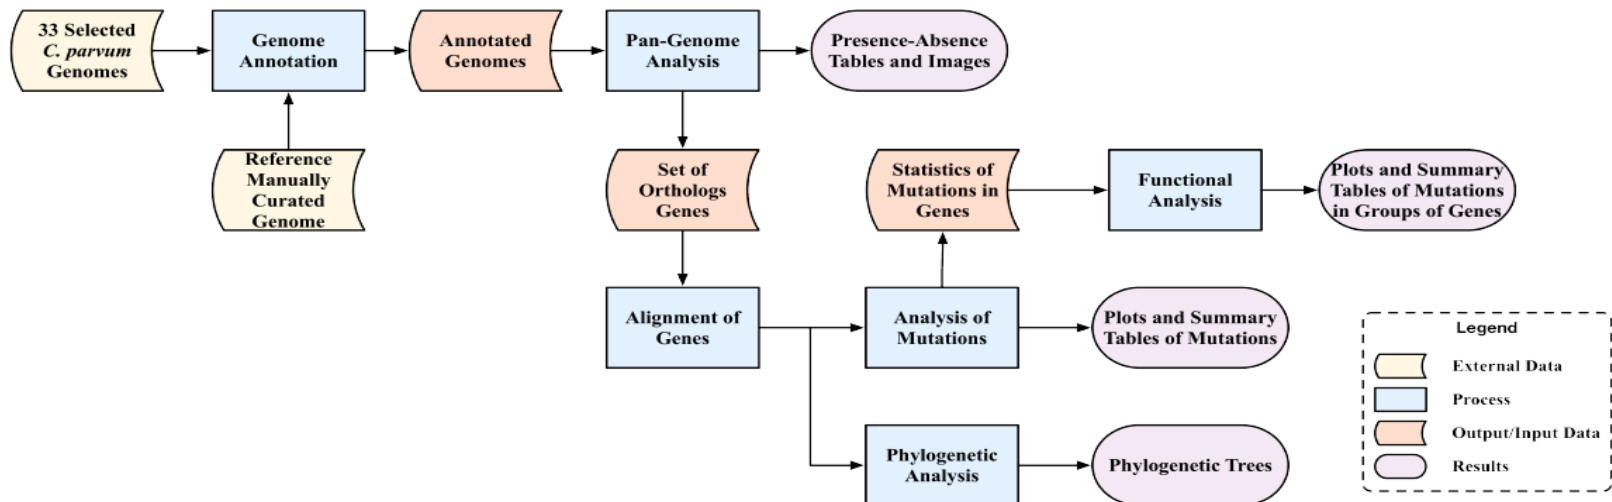 33 Selected
C. parvum
Genomes
Genome
Annotation
Annotated
Genomes
Pan-Genome
Analysis
Presence-Absence
Tables and Images
Reference
Manually
Curated
Genome
Set of
Orthologs
Genes
Statistics of
Mutations in
Genes
Functional
Analysis
Plots and Summary
Tables of Mutations
in Groups of Genes
Alignment of
Genes
Analysis of
Mutations
Plots and Summary
Tables of Mutations
Phylogenetic
Analysis
Phylogenetic Trees
Legend
External Data
Process
Output/Input Data
Results